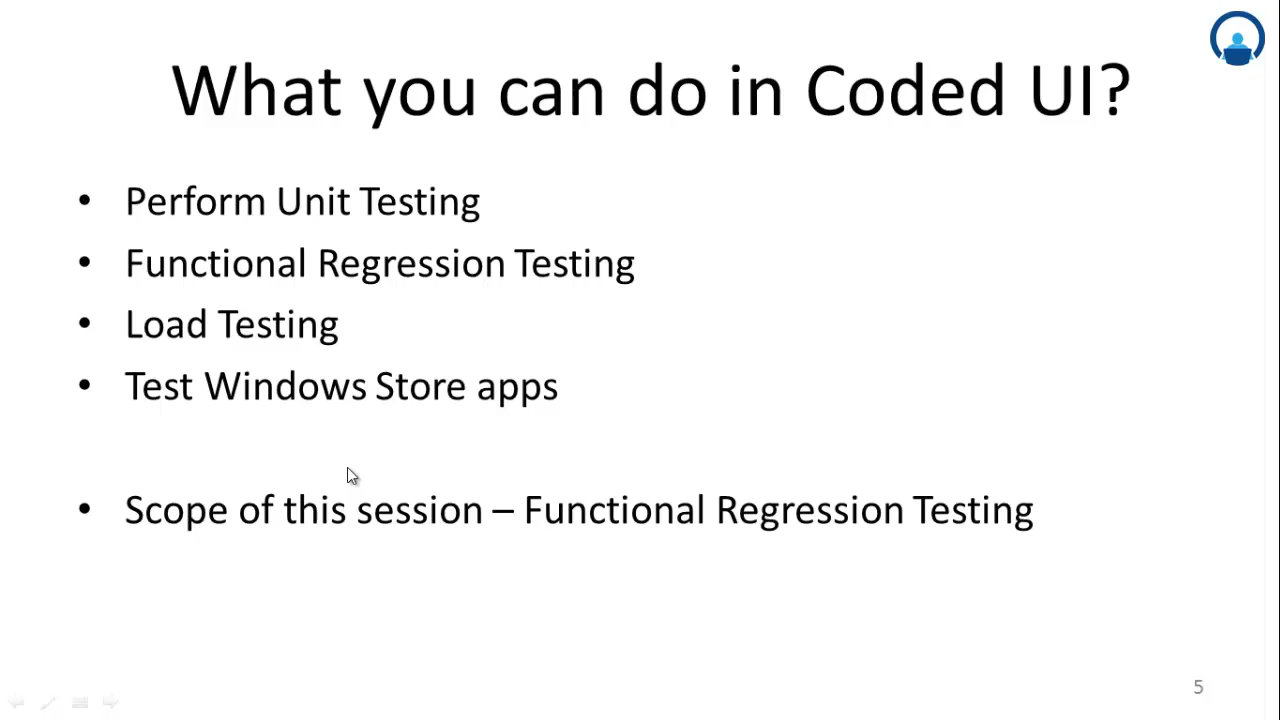 What you can do in Coded UI?
• Perform Unit Testing
• Functional Regression Testing
• Load Testing
• Test Windows Store apps
• Scope of this session – Functional Regression Testing
5